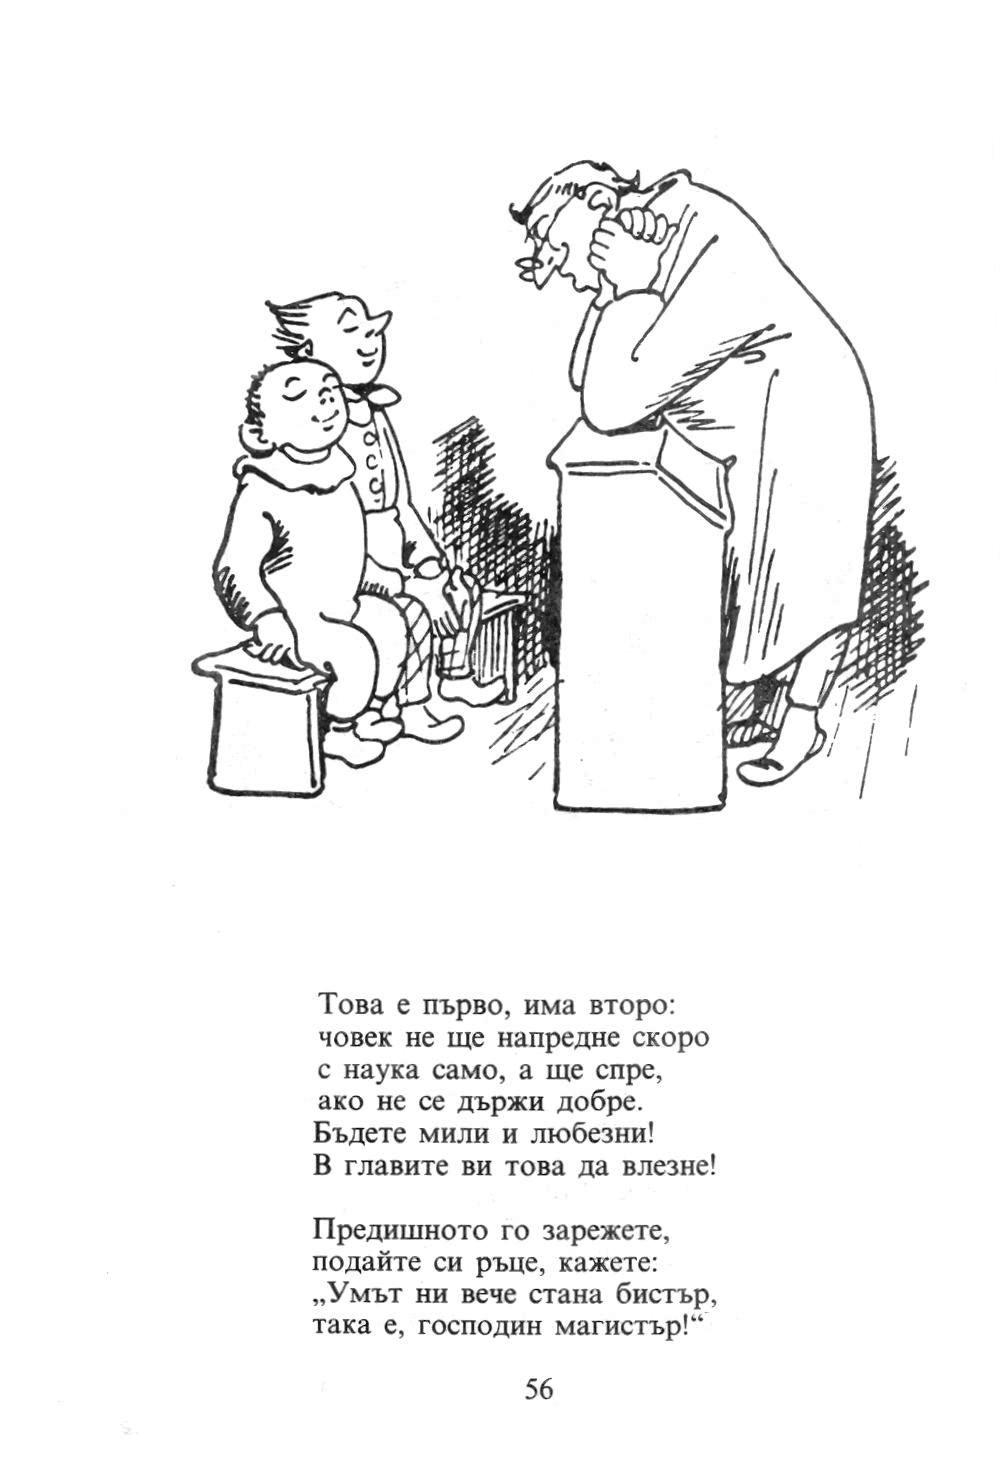 Това е първо, има второ:
човек не ще напредне скоро
с наука само, а ще спре,
ако не се държи добре.
Бъдете мили и любезни!
В главите ви това да влезне!
Предишното го зарежете,
подайте си ръце, кажете:
„Умът ни вече стана бистър,
така е, господин магистър!“
56